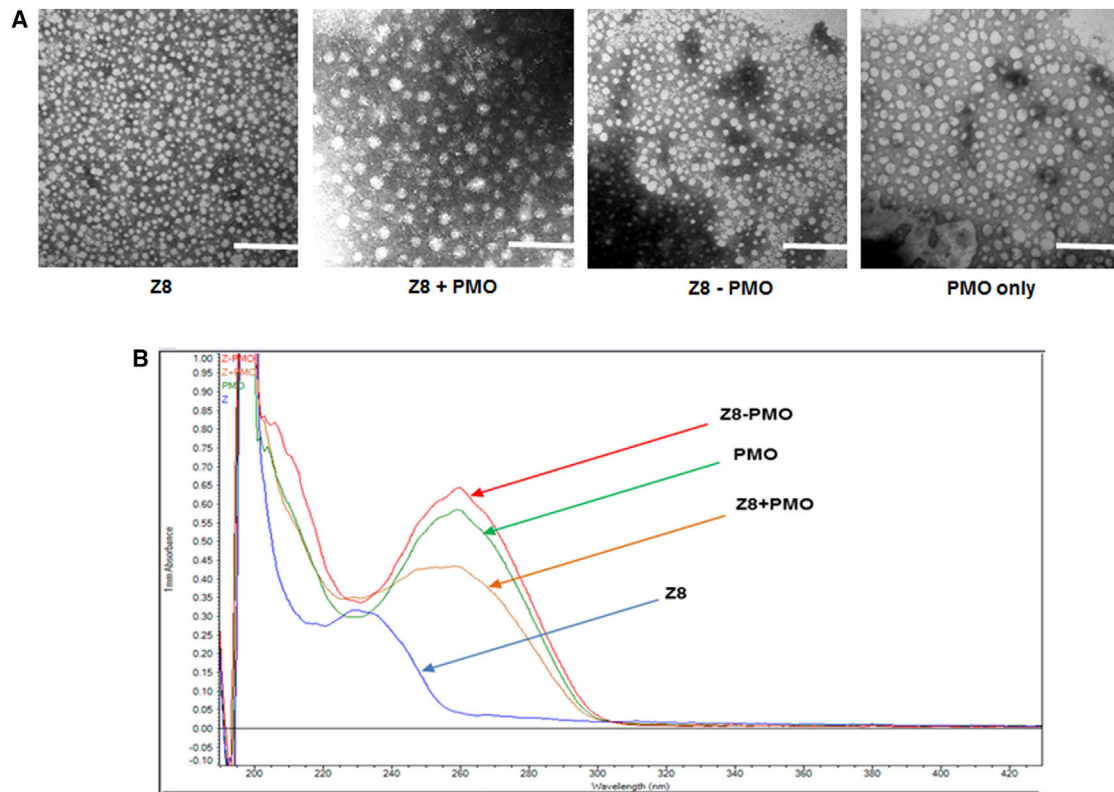 A
Z8
Z8 + PMO
Z8 - PMO
PMO only
B
1.00
0.95
0.90
0.85
0.80
0.75
0.70
0.65
0.60
0.55
0.50
0.45
0.40
0.35
0.30
0.25
0.20
0.15
0.10
0.05
0.00
-0.05
-0.10
Z-PMO
Z+PMO
PMO
Z
1mm Absorbance
Z8-PMO
PMO
Z8+PMO
Z8
200 220 240 260 280 300 320 340 360 380 400 420
Wavelength (nm)